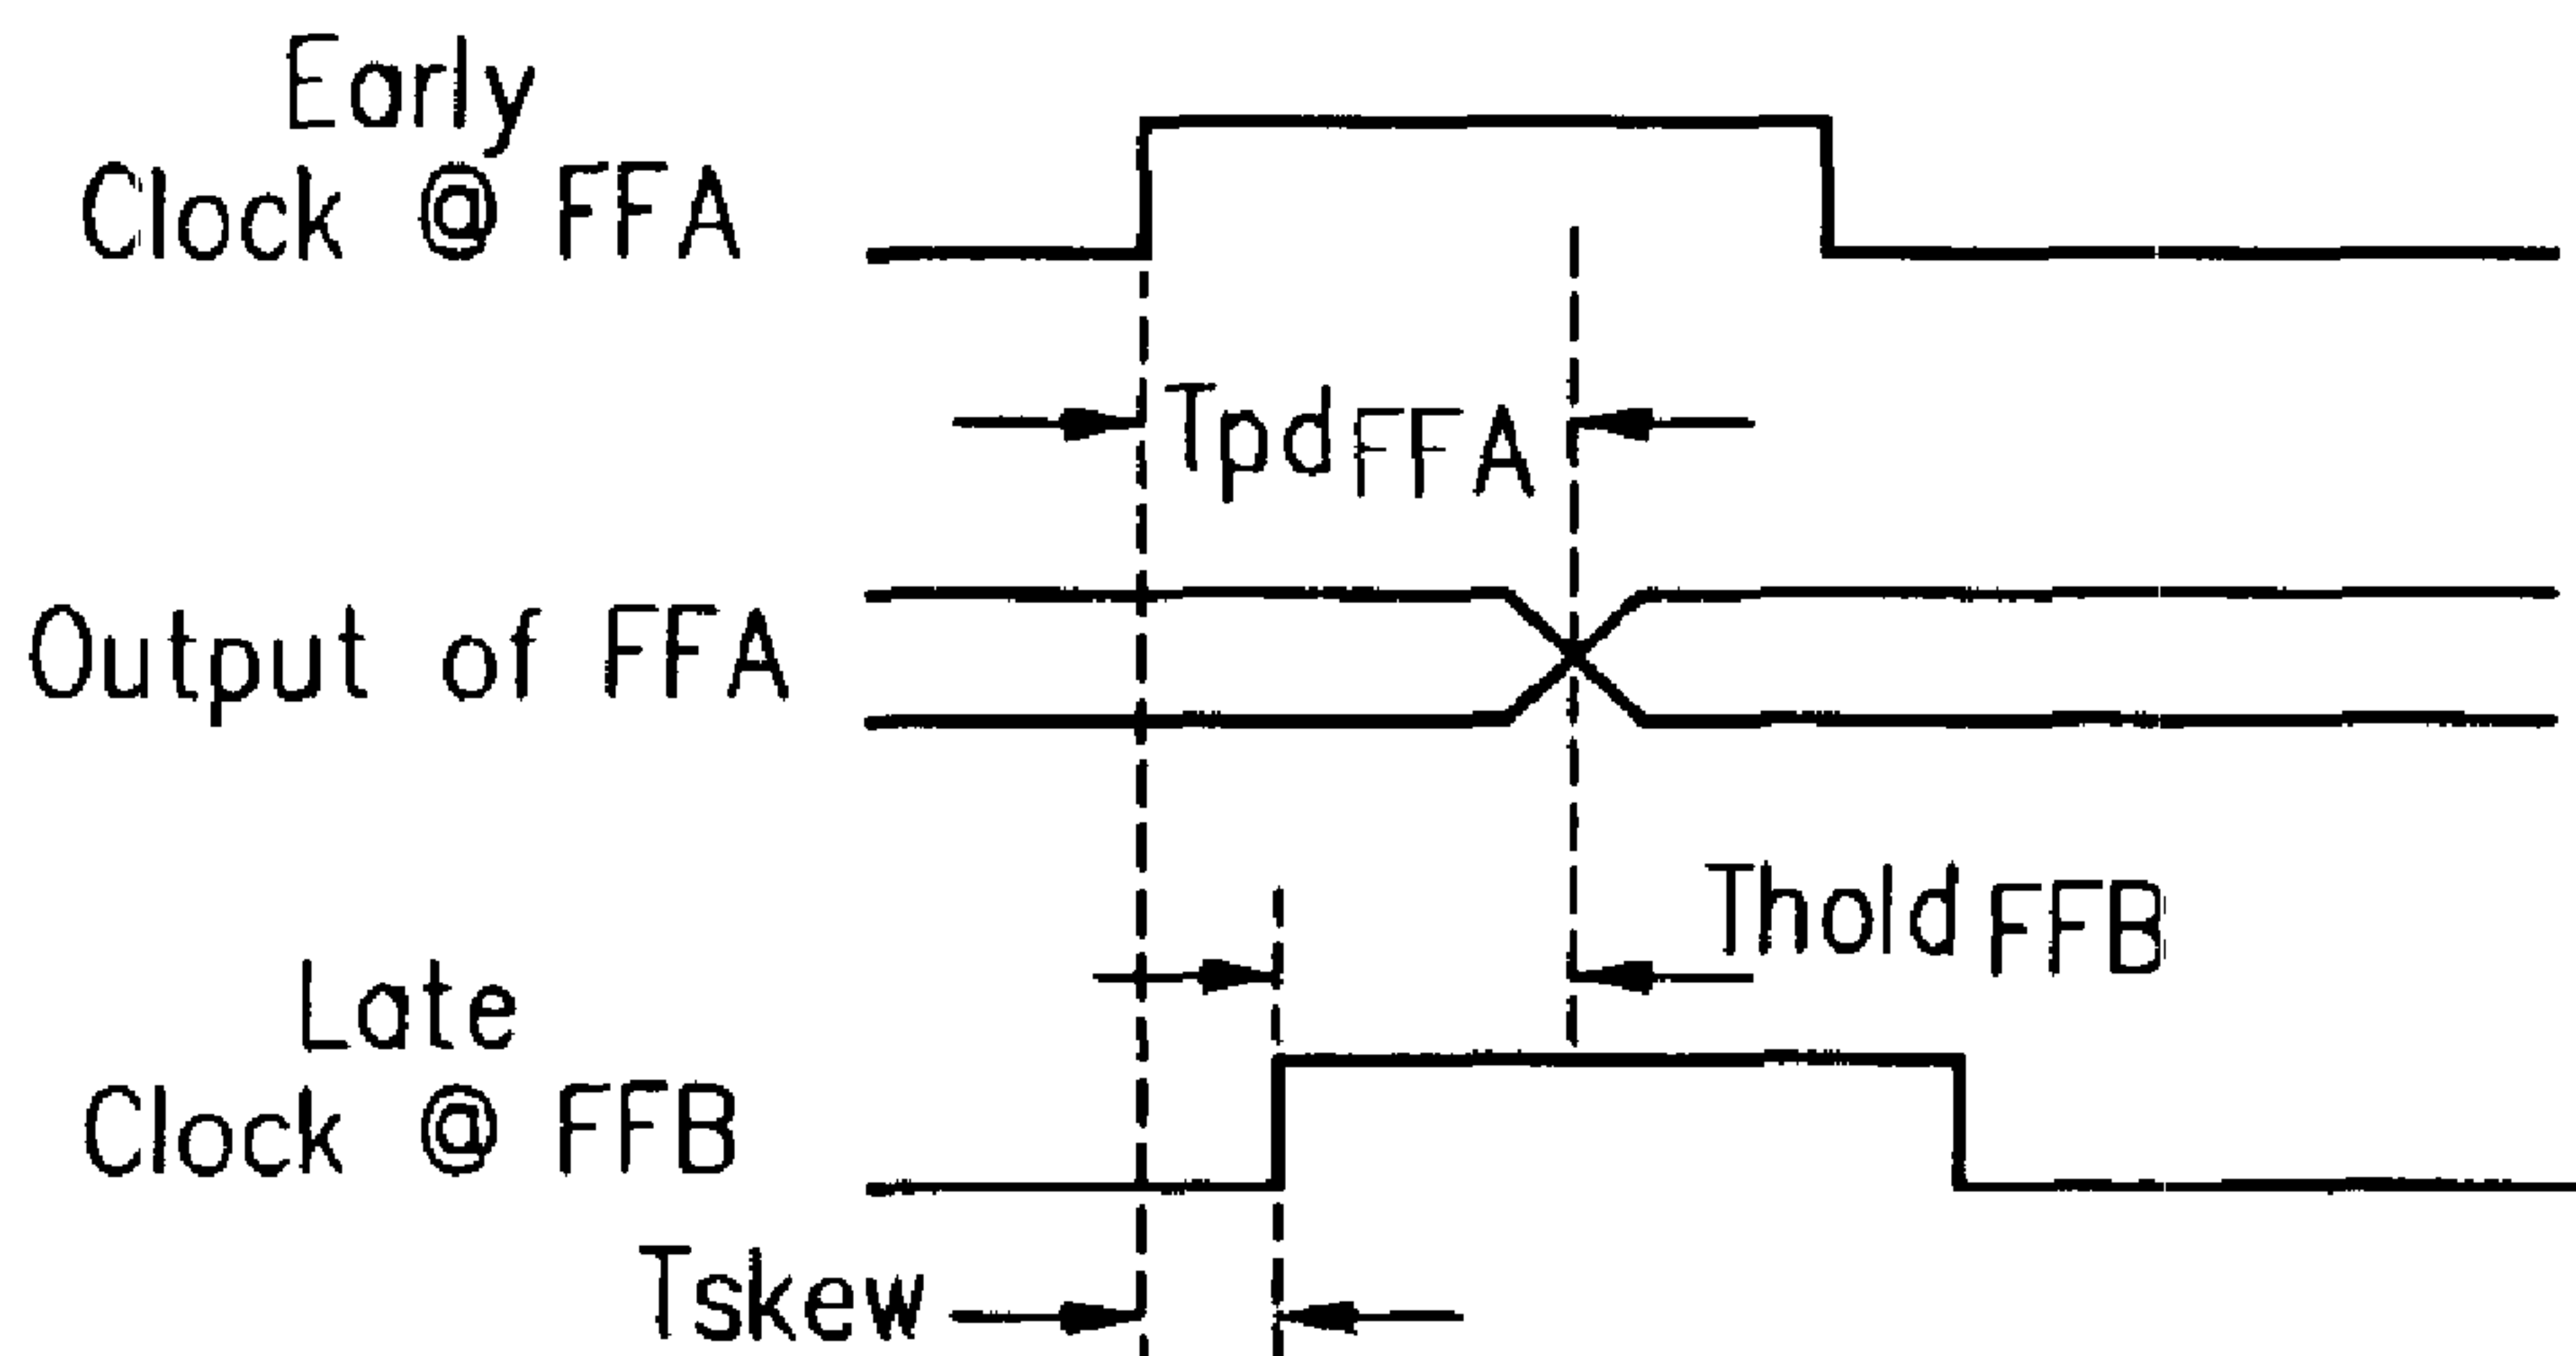 Early
Clock @ FFA
TpdFFA
Output of FFA
TholdFFB
Late
Clock @ FFB
Tskew